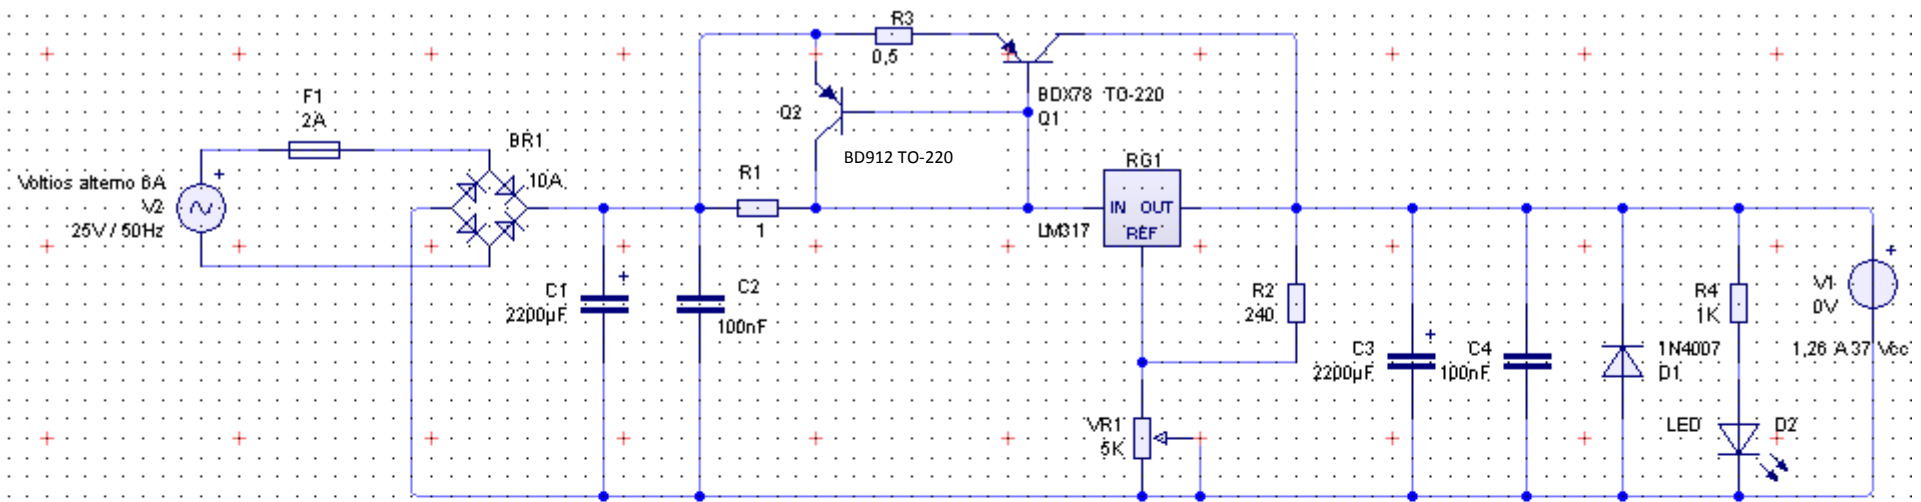 R3
0,5
F1
2A
BR1
10A
Voltios alterno 6A
V2
25V / 50Hz
Q2
BD912 TO-220
BDX78 TO-220
Q1
R1
1
RG1
IN OUT
REF
LM317
C1
2200µF
C2
100nF
R2
240
VR1
5K
C3
2200µF
C4
100nF
1N4007
D1
R4
1K
LED
D2
V1
0V
1,26 A 37 Vcc